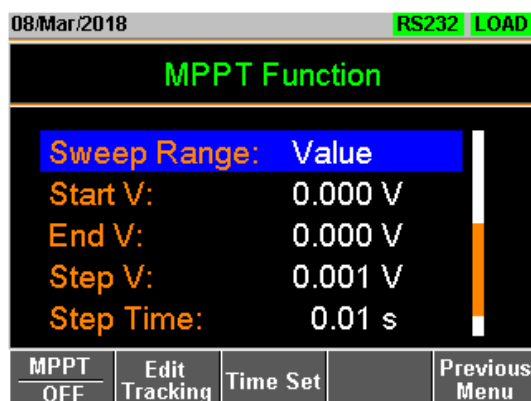 08/Mar/2018 RS232 LOAD
MPPT Function
Sweep Range: Value
Start V: 0.000 V
End V: 0.000 V
Step V: 0.001 V
Step Time: 0.01 s
MPPT Edit Time Set Previous
OFF Tracking Menu